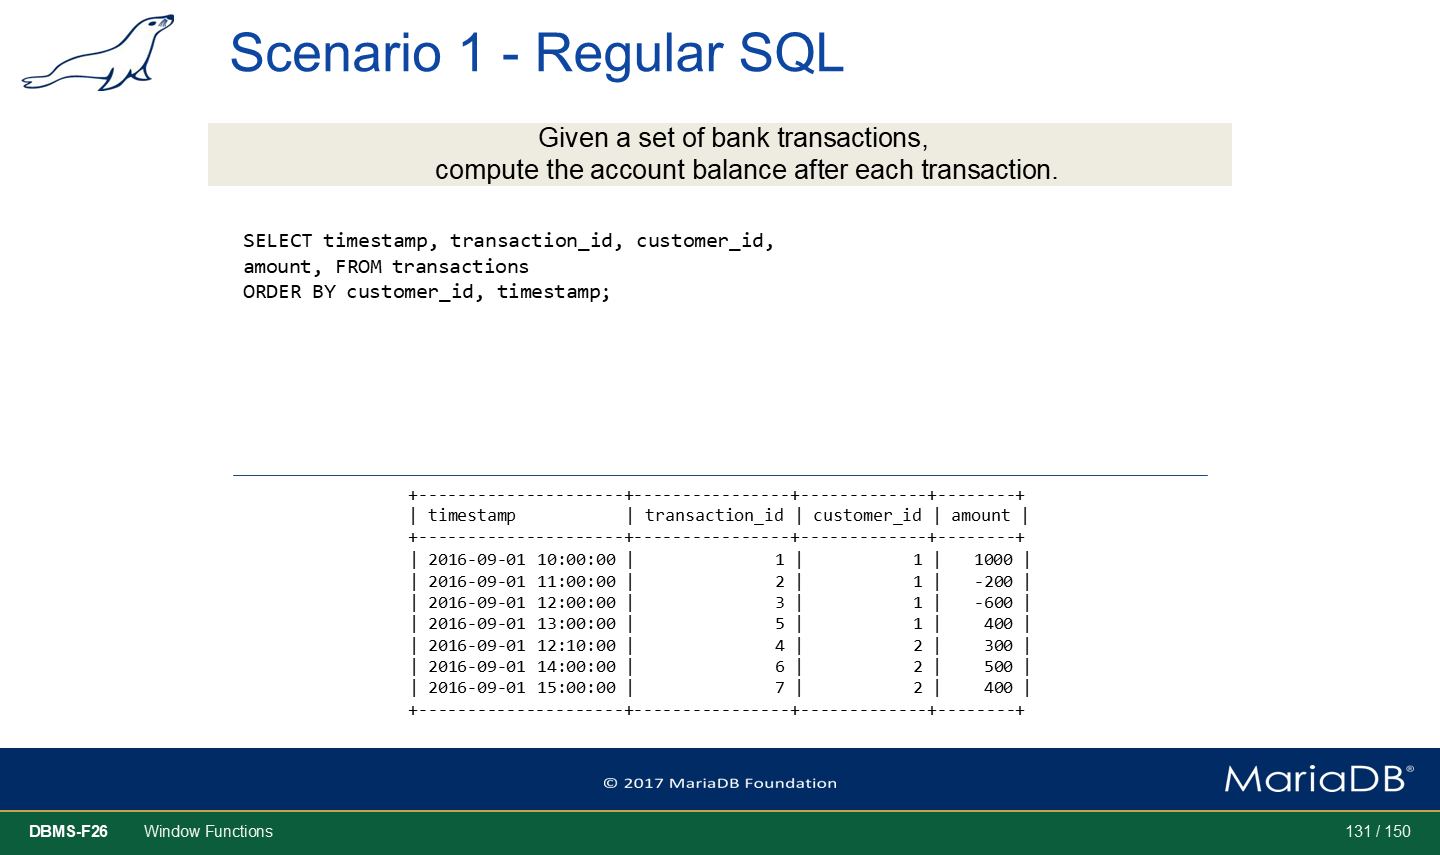 Scenario 1 - Regular SQL
Given a set of bank transactions,
compute the account balance after each transaction.
SELECT timestamp, transaction_id, customer_id,
amount, FROM transactions
ORDER BY customer_id, timestamp;
+---------------------+----------------+-------------+--------+
| timestamp           | transaction_id | customer_id | amount |
+---------------------+----------------+-------------+--------+
| 2016-09-01 10:00:00 |              1 |           1 |   1000 |
| 2016-09-01 11:00:00 |              2 |           1 |   -200 |
| 2016-09-01 12:00:00 |              3 |           1 |   -600 |
| 2016-09-01 13:00:00 |              5 |           1 |    400 |
| 2016-09-01 12:10:00 |              4 |           2 |    300 |
| 2016-09-01 14:00:00 |              6 |           2 |    500 |
| 2016-09-01 15:00:00 |              7 |           2 |    400 |
+---------------------+----------------+-------------+--------+
© 2017 MariaDB Foundation
MariaDB®
DBMS-F26 Window Functions 131 / 150